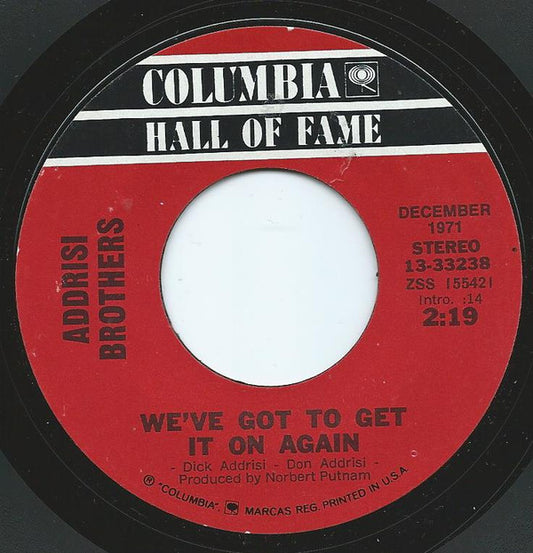 COLUMBIA
HALL OF FAME
ADDRISI
BROTHERS
DECEMBER
1971
STEREO
13-33238
ZSS 155421
Intro. :14
2:19
WE'VE GOT TO GET
IT ON AGAIN
- Dick Addrisi - Don Addrisi -
Produced by Norbert Putnam
® "COLUMBIA", MARCAS REG. PRINTED IN U.S.A.